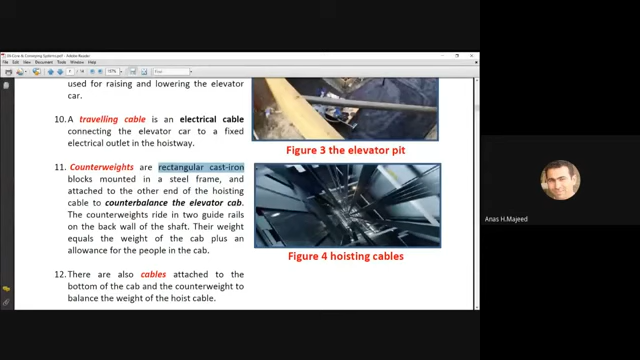 used for raising and lowering the elevator
car.
10. A travelling cable is an electrical cable
connecting the elevator car to a fixed
electrical outlet in the hoistway.
11. Counterweights are rectangular cast-iron
blocks mounted in a steel frame, and
attached to the other end of the hoisting
cable to counterbalance the elevator cab.
The counterweights ride in two guide rails
on the back wall of the shaft. Their weight
equals the weight of the cab plus an
allowance for the people in the cab.
12. There are also cables attached to the
bottom of the cab and the counterweight to
balance the weight of the hoist cable.
Figure 3 the elevator pit
Figure 4 hoisting cables
Anas H.Majeed